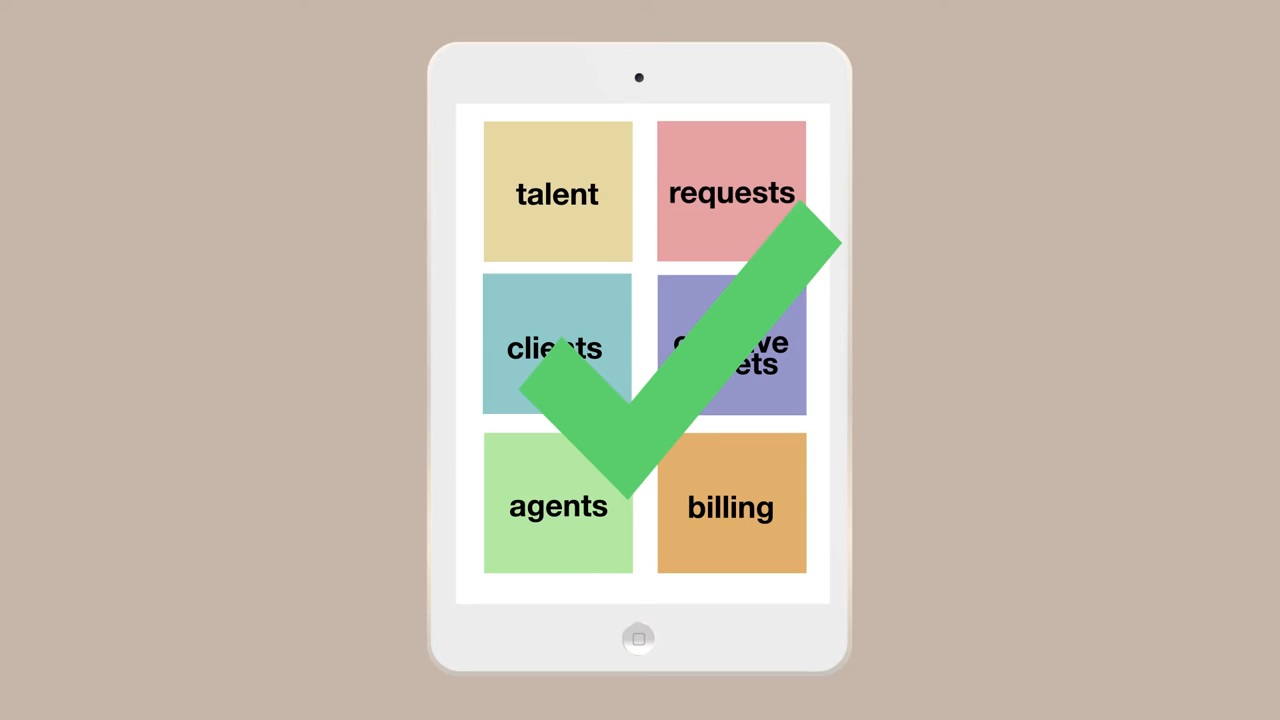 talent
requests
clients
agents
billing